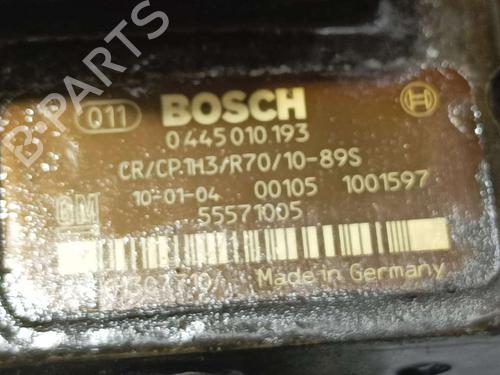 Q11 BOSCH
0 445 010 193
CR/CP1H3/R70/10-89S
10-01-04 00105 1001597
GM 55571005
Made in Germany
B-PARTS